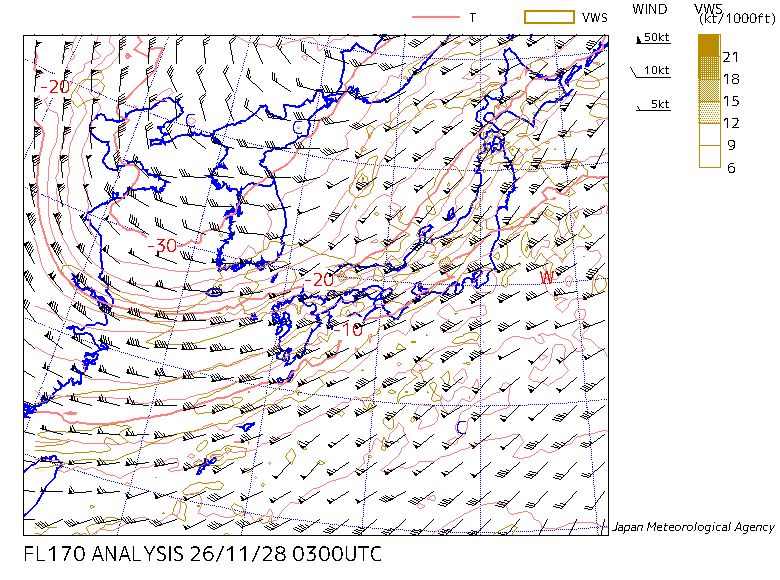 T VWS
WIND
50kt
10kt
5kt
VWS
(kt/1000ft)
21
18
15
12
9
6
-20
C
C
-30
-20
W
-10
C
Japan Meteorological Agency
FL170 ANALYSIS 26/11/28 0300UTC